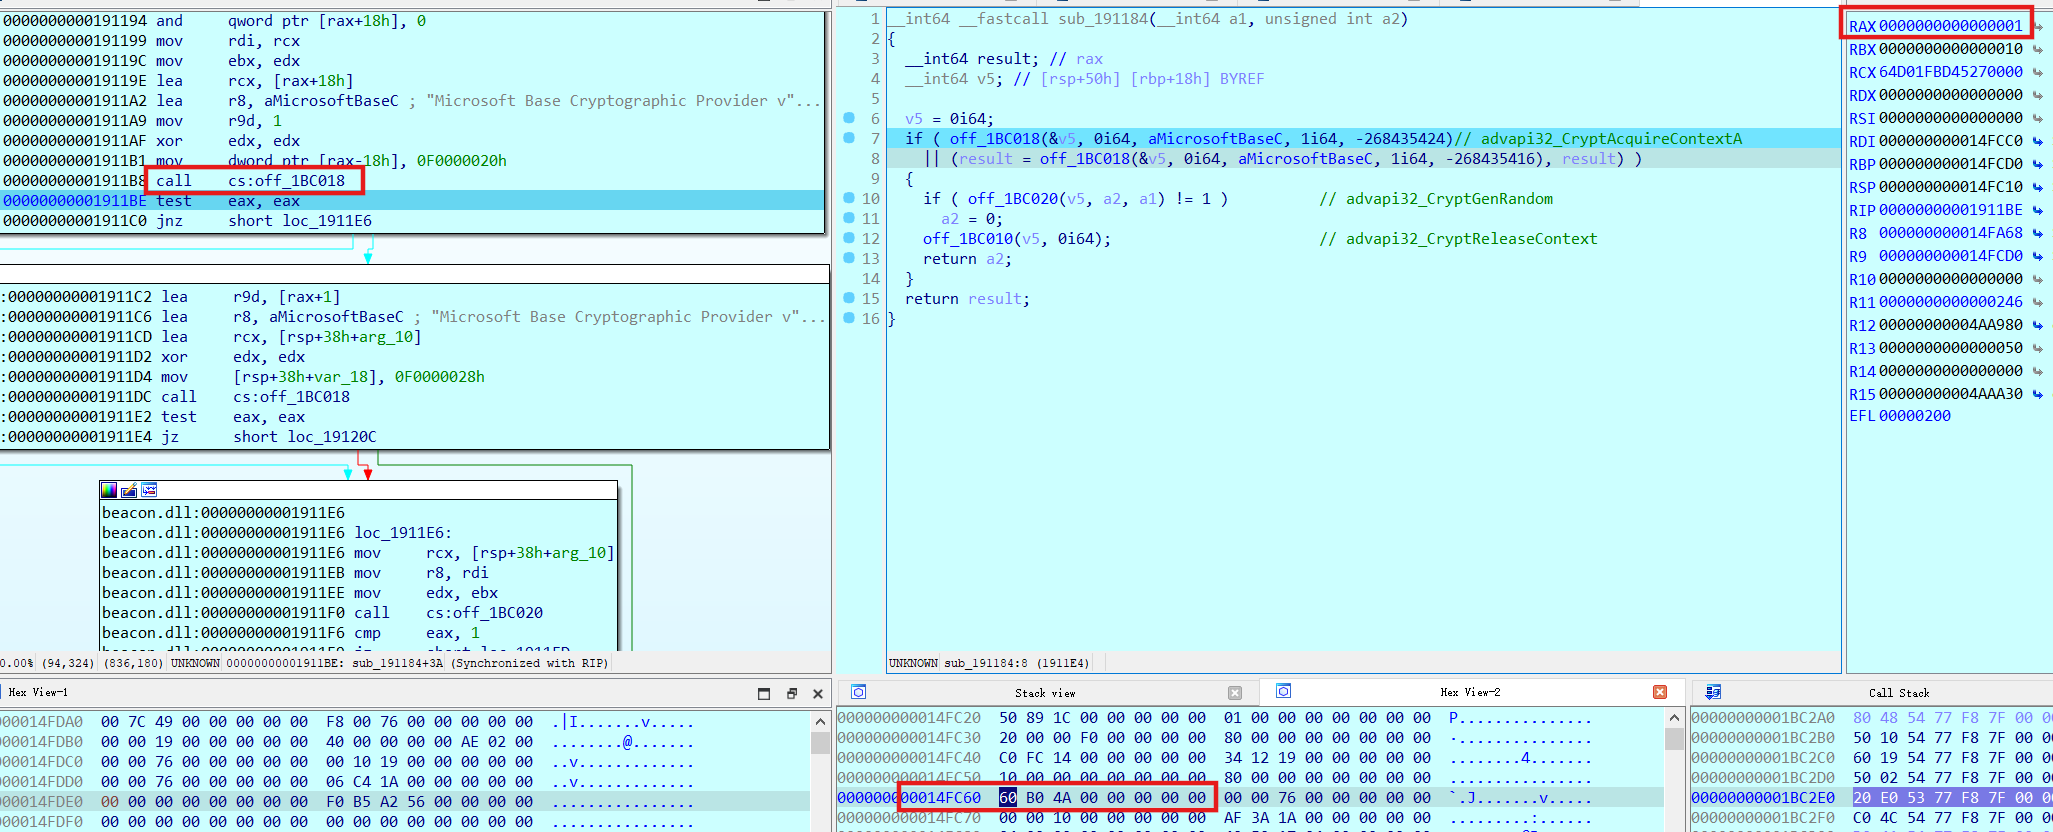 0000000000191194 and qword ptr [rax+18h], 0
0000000000191199 mov rdi, rcx
000000000019119C mov ebx, edx
000000000019119E lea rcx, [rax+18h]
00000000001911A2 lea r8, aMicrosoftBaseC ; "Microsoft Base Cryptographic Provider v"...
00000000001911A9 mov r9d, 1
00000000001911AF xor edx, edx
00000000001911B1 mov dword ptr [rax-18h], 0F0000020h
00000000001911B8 call cs:off_1BC018
00000000001911BE test eax, eax
00000000001911C0 jnz short loc_1911E6
:00000000001911C2 lea r9d, [rax+1]
:00000000001911C6 lea r8, aMicrosoftBaseC ; "Microsoft Base Cryptographic Provider v"...
:00000000001911CD lea rcx, [rsp+38h+arg_10]
:00000000001911D2 xor edx, edx
:00000000001911D4 mov [rsp+38h+var_18], 0F0000028h
:00000000001911DC call cs:off_1BC018
:00000000001911E2 test eax, eax
:00000000001911E4 jz short loc_19120C
beacon.dll:00000000001911E6
beacon.dll:00000000001911E6 loc_1911E6:
beacon.dll:00000000001911E6 mov rcx, [rsp+38h+arg_10]
beacon.dll:00000000001911EB mov r8, rdi
beacon.dll:00000000001911EE mov edx, ebx
beacon.dll:00000000001911F0 call cs:off_1BC020
beacon.dll:00000000001911F6 cmp eax, 1
0.00% (94,324) (836,180) UNKNOWN 00000000001911BE: sub_191184+3A (Synchronized with RIP)
1 __int64 __fastcall sub_191184(__int64 a1, unsigned int a2)
2 {
3 __int64 result; // rax
4 __int64 v5; // [rsp+50h] [rbp+18h] BYREF
5
6 v5 = 0i64;
7 if ( off_1BC018(&v5, 0i64, aMicrosoftBaseC, 1i64, -268435424)// advapi32_CryptAcquireContextA
8 || (result = off_1BC018(&v5, 0i64, aMicrosoftBaseC, 1i64, -268435416), result) )
9 {
10 if ( off_1BC020(v5, a2, a1) != 1 ) // advapi32_CryptGenRandom
11 a2 = 0;
12 off_1BC010(v5, 0i64); // advapi32_CryptReleaseContext
13 return a2;
14 }
15 return result;
16 }
UNKNOWN sub_191184:8 (1911E4)
RAX 0000000000000001
RBX 0000000000000010
RCX 64D01FBD45270000
RDX 0000000000000000
RSI 0000000000000000
RDI 000000000014FCC0
RBP 000000000014FCD0
RSP 000000000014FC10
RIP 00000000001911BE
R8 000000000014FA68
R9 000000000014FCD0
R10 0000000000000000
R11 0000000000000246
R12 00000000004AA980
R13 0000000000000050
R14 0000000000000000
R15 00000000004AAA30
EFL 00000200
Hex View-1
000014FDA0 00 7C 49 00 00 00 00 00 F8 00 76 00 00 00 00 00 .|I.......v.....
000014FDB0 00 00 19 00 00 00 00 00 40 00 00 00 00 AE 02 00 ........@.......
000014FDC0 00 00 76 00 00 00 00 00 00 10 19 00 00 00 00 00 ..v.............
000014FDD0 00 00 76 00 00 00 00 00 06 C4 1A 00 00 00 00 00 ..v.............
000014FDE0 00 00 00 00 00 00 00 00 F0 B5 A2 56 00 00 00 00
000014FDF0 00 00 00 00 00 00 00 00 00 00 00 00 00 00 00 00 ................
Stack view
Hex View-2
000000000014FC20 50 89 1C 00 00 00 00 00 01 00 00 00 00 00 00 00 P...............
000000000014FC30 20 00 00 F0 00 00 00 00 80 00 00 00 00 00 00 00
000000000014FC40 C0 FC 14 00 00 00 00 00 34 12 19 00 00 00 00 00 ........4.......
000000000014FC50 10 00 00 00 00 00 00 00 80 00 00 00 00 00 00 00 ................
000000000014FC60 60 B0 4A 00 00 00 00 00 00 00 76 00 00 00 00 00 `.J.......v.....
000000000014FC70 00 00 10 00 00 00 00 00 AF 3A 1A 00 00 00 00 00 .........:......
Call Stack
00000000001BC2A0 80 48 54 77 F8 7F 00 00
00000000001BC2B0 50 10 54 77 F8 7F 00 00
00000000001BC2C0 60 19 54 77 F8 7F 00 00
00000000001BC2D0 50 02 54 77 F8 7F 00 00
00000000001BC2E0 20 E0 53 77 F8 7F 00 00
00000000001BC2F0 C0 4C 54 77 F8 7F 00 00